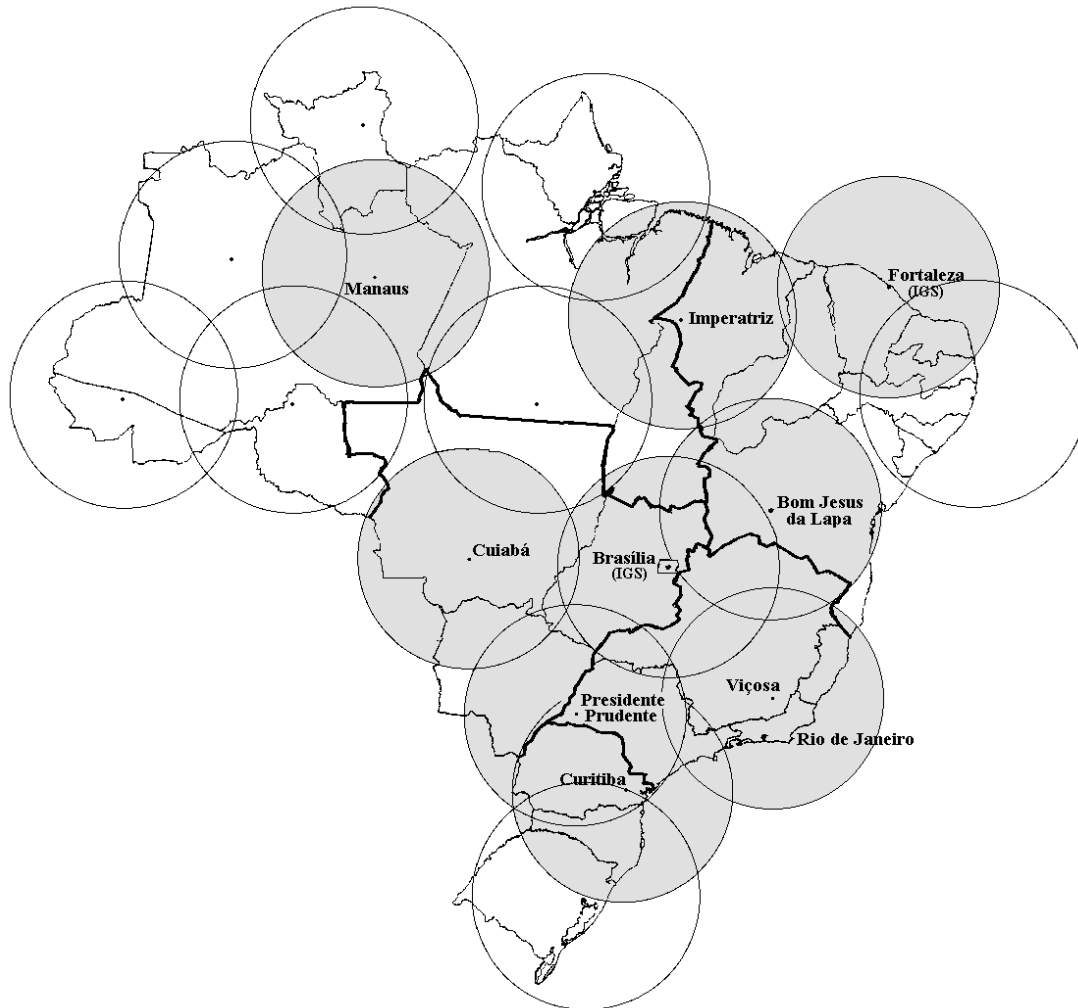 Fortaleza
(IGS)
Manaus
Imperatriz
Bom Jesus
da Lapa
Cuiabá
Brasília
(IGS)
Viçosa
Presidente
Prudente
Rio de Janeiro
Curitiba